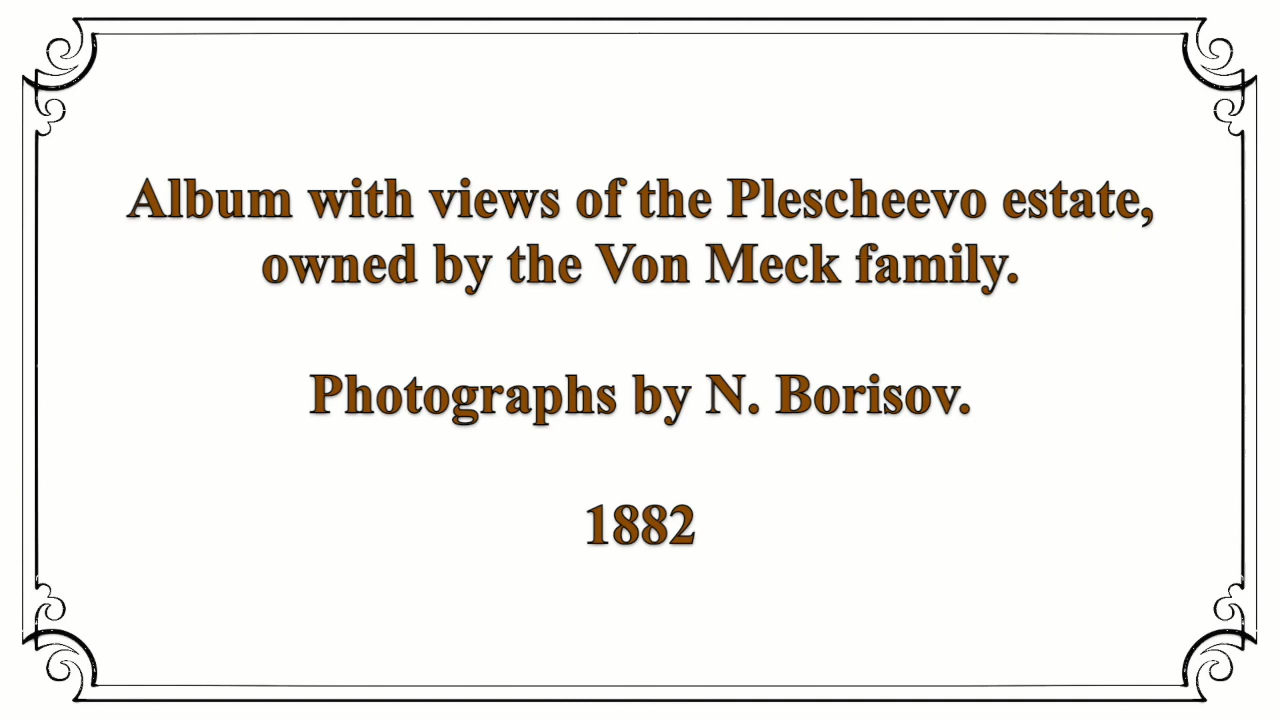 Album with views of the Plescheevo estate,
owned by the Von Meck family.
Photographs by N. Borisov.
1882